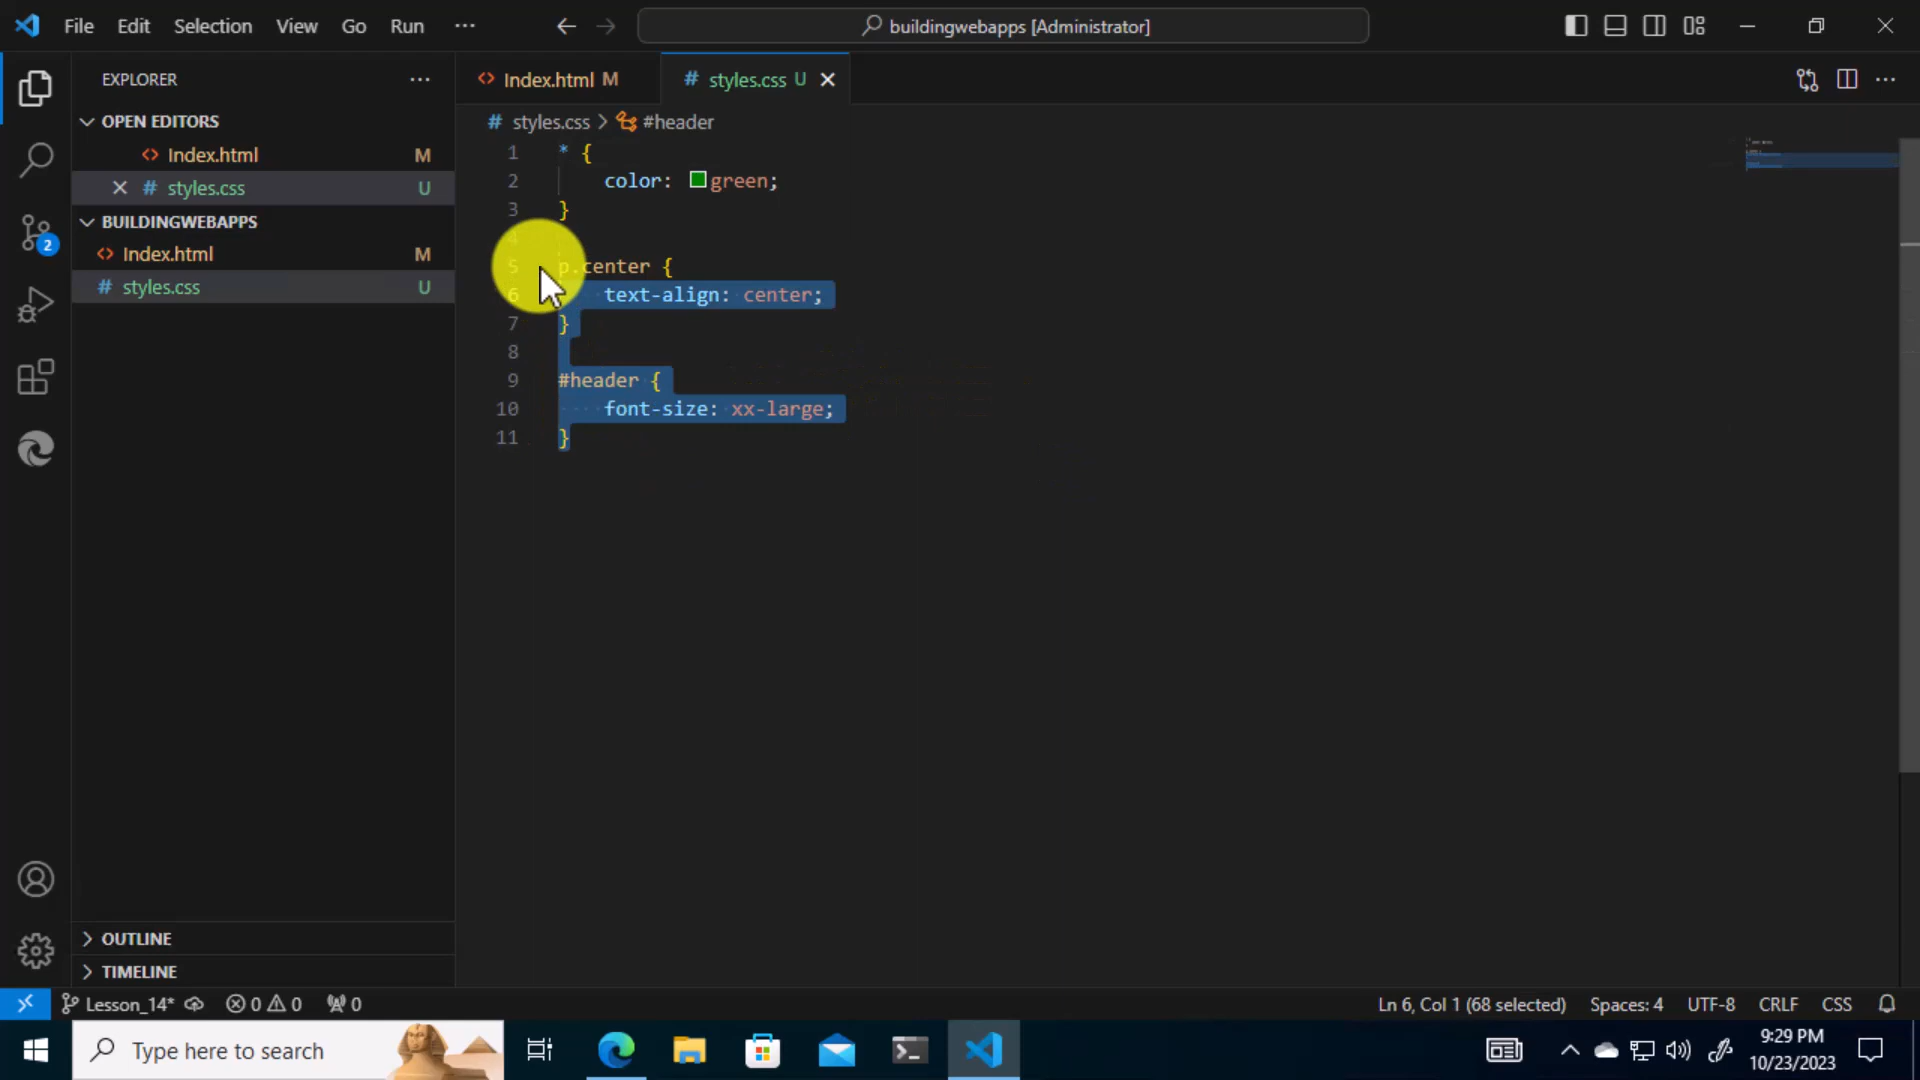 File Edit Selection View Go Run ···
buildingwebapps [Administrator]
EXPLORER ···
OPEN EDITORS
Index.html M
styles.css U
BUILDINGWEBAPPS
Index.html M
styles.css U
OUTLINE
TIMELINE
Index.html M
# styles.css U
# styles.css > #header
1 * {
2 color: green;
3 }
4
5 p.center {
6 text-align: center;
7 }
8
9 #header {
10 font-size: xx-large;
11 }
2
Lesson_14* 0 0 0
Ln 6, Col 1 (68 selected) Spaces: 4 UTF-8 CRLF CSS
Type here to search
9:29 PM
10/23/2023